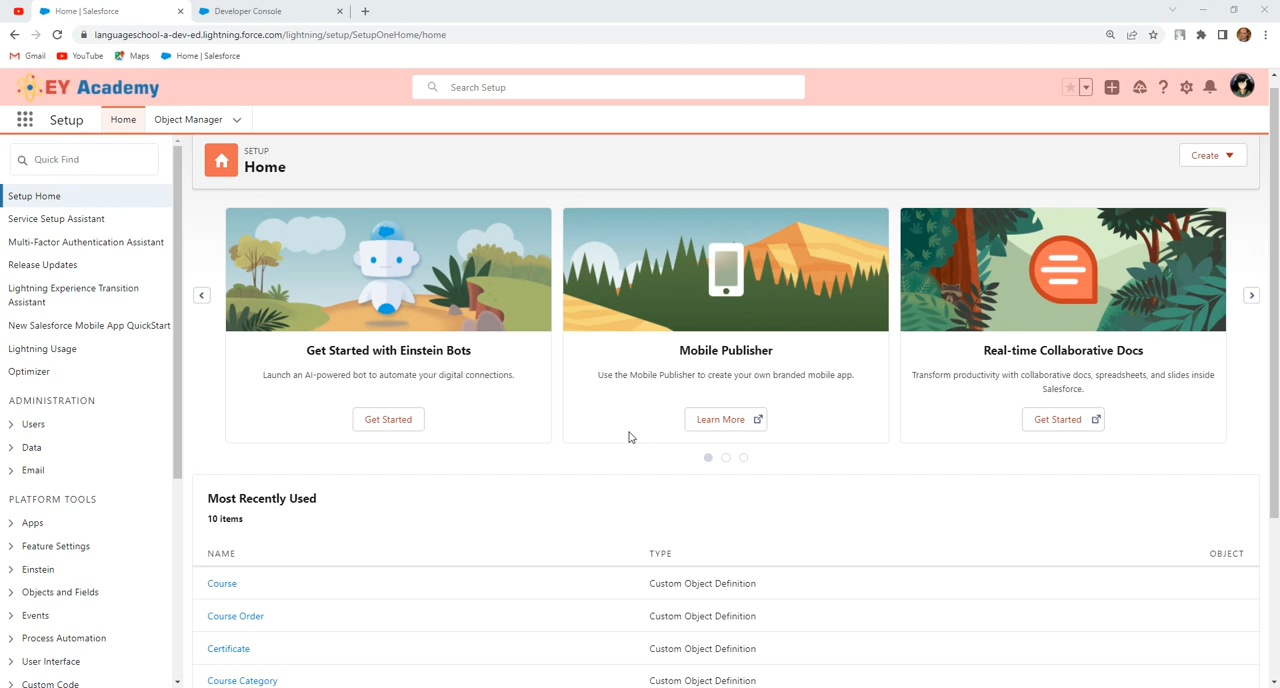 Home | Salesforce
Developer Console
languageschool-a-dev-ed.lightning.force.com/lightning/setup/SetupOneHome/home
Gmail
YouTube
Maps
Home | Salesforce
EY Academy
Search Setup
Setup
Home
Object Manager
Quick Find
Setup Home
Service Setup Assistant
Multi-Factor Authentication Assistant
Release Updates
Lightning Experience Transition
Assistant
New Salesforce Mobile App QuickStart
Lightning Usage
Optimizer
ADMINISTRATION
Users
Data
Email
PLATFORM TOOLS
Apps
Feature Settings
Einstein
Objects and Fields
Events
Process Automation
User Interface
Custom Code
SETUP
Home
Create
Get Started with Einstein Bots
Launch an AI-powered bot to automate your digital connections.
Get Started
Mobile Publisher
Use the Mobile Publisher to create your own branded mobile app.
Learn More
Real-time Collaborative Docs
Transform productivity with collaborative docs, spreadsheets, and slides inside
Salesforce.
Get Started
Most Recently Used
10 items
NAME TYPE OBJECT
Course Custom Object Definition
Course Order Custom Object Definition
Certificate Custom Object Definition
Course Category Custom Object Definition